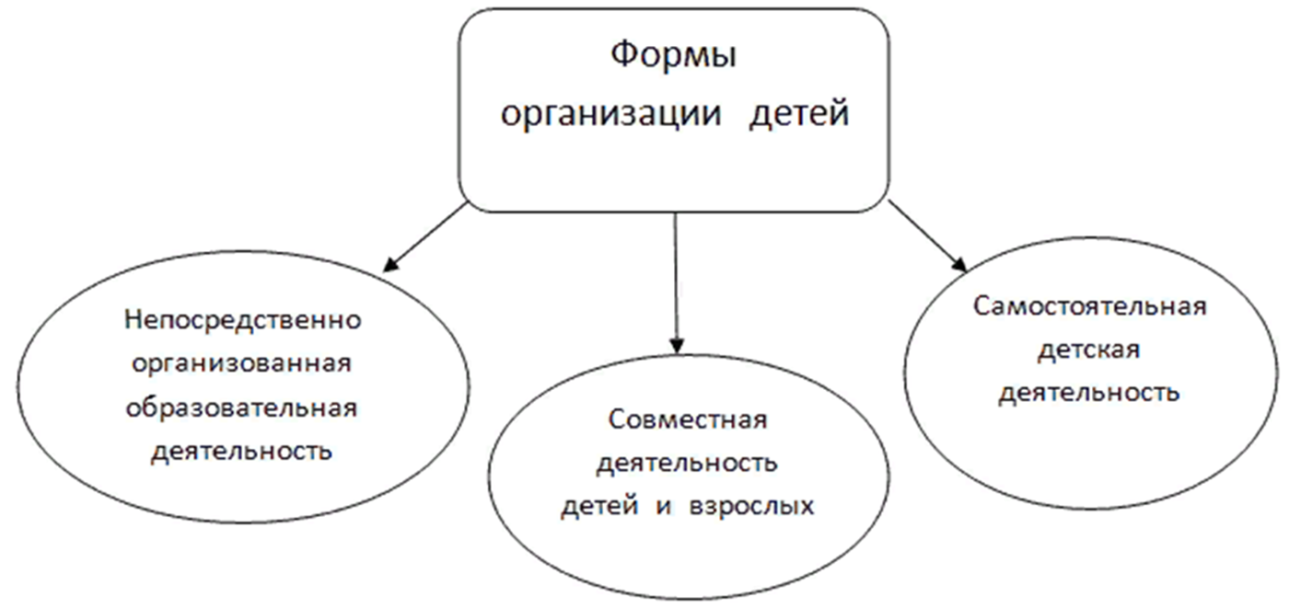 Формы
организации детей
Непосредственно
организованная
образовательная
деятельность
Совместная
деятельность
детей и взрослых
Самостоятельная
детская
деятельность